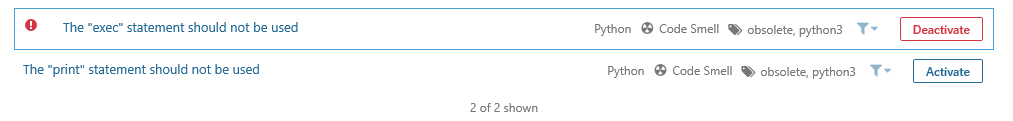 The "exec" statement should not be used Python Code Smell obsolete, python3 Deactivate
The "print" statement should not be used Python Code Smell obsolete, python3 Activate
2 of 2 shown